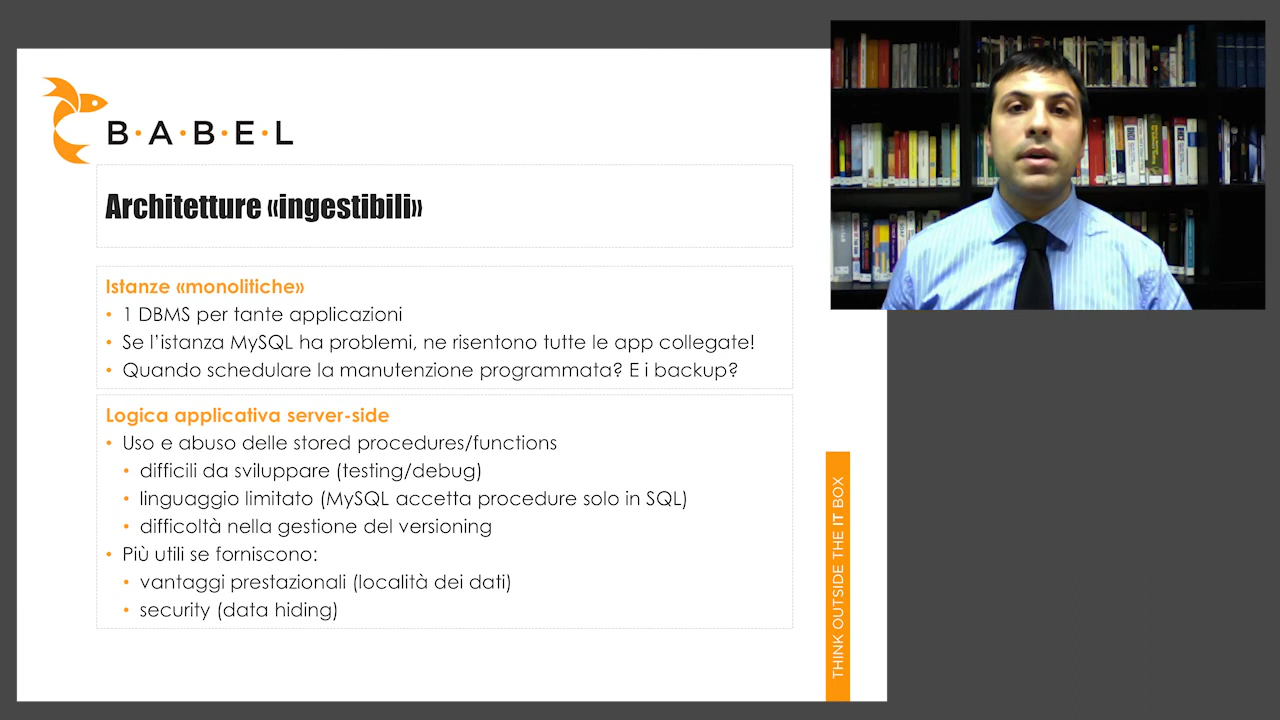 B·A·B·E·L
Architetture «ingestibili»
Istanze «monolitiche»
• 1 DBMS per tante applicazioni
• Se l’istanza MySQL ha problemi, ne risentono tutte le app collegate!
• Quando schedulare la manutenzione programmata? E i backup?
Logica applicativa server-side
• Uso e abuso delle stored procedures/functions
• difficili da sviluppare (testing/debug)
• linguaggio limitato (MySQL accetta procedure solo in SQL)
• difficoltà nella gestione del versioning
• Più utili se forniscono:
• vantaggi prestazionali (località dei dati)
• security (data hiding)
THINK OUTSIDE THE IT BOX